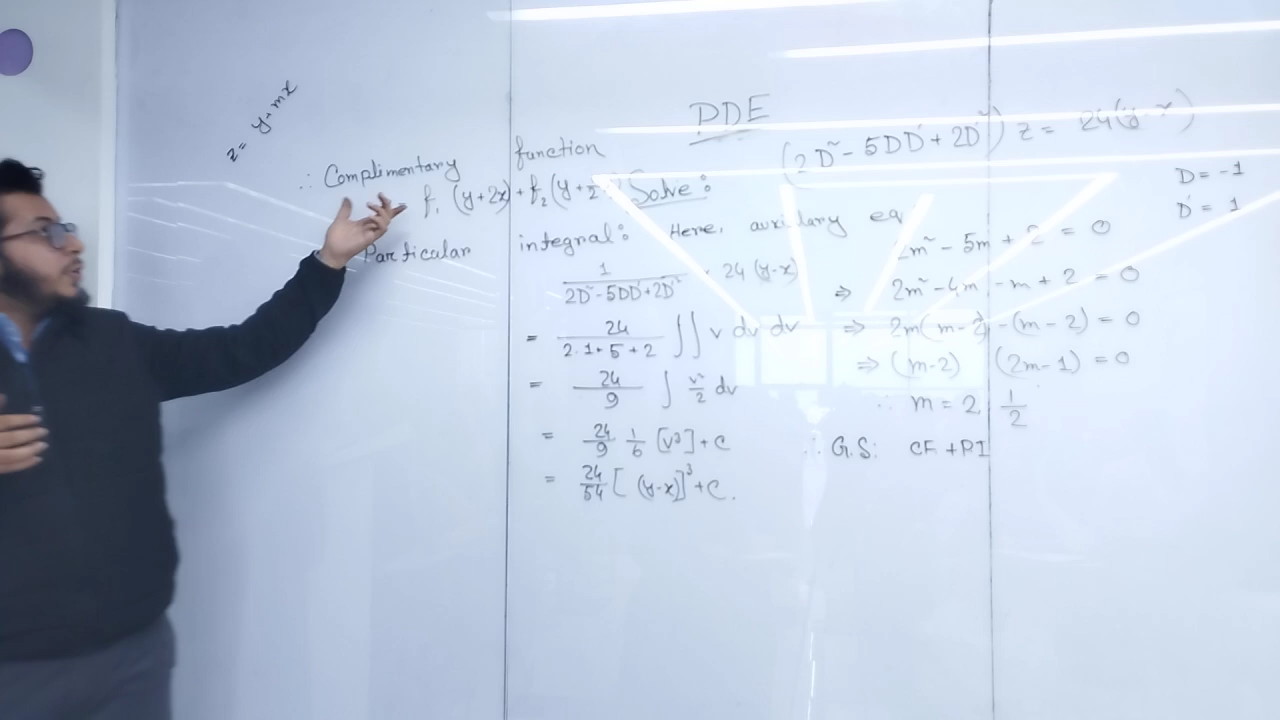 PDE
(2D² - 5DD' + 2D'²) z = 24(y-x)
D = -1
D' = 1
Solve:
Here, auxilary eq
2m² - 5m + 2 = 0
⇒ 2m² - 4m - m + 2 = 0
⇒ 2m(m-2) - (m-2) = 0
⇒ (m-2) (2m-1) = 0
∴ m = 2, 1/2
z = y+mx
∴ Complimentary function
= f₁ (y+2x) + f₂ (y+
Particular integral:
1/(2D²-5DD'+2D'²) · 24 (y-x)
= 24/(2·1+5+2) ∫∫ v dv dv
= 24/9 ∫ v²/2 dv
= 24/9 1/6 [v³] + C
= 24/54 [(y-x)]³ + C.
∴ G.S: CF + PI